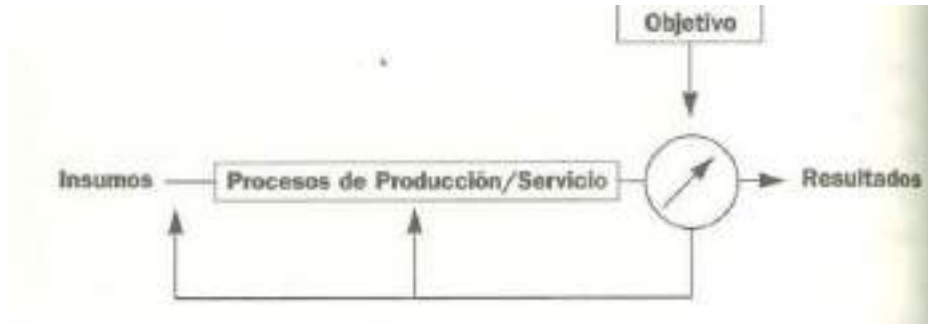 Objetivo
Insumos
Procesos de Producción/Servicio
Resultados